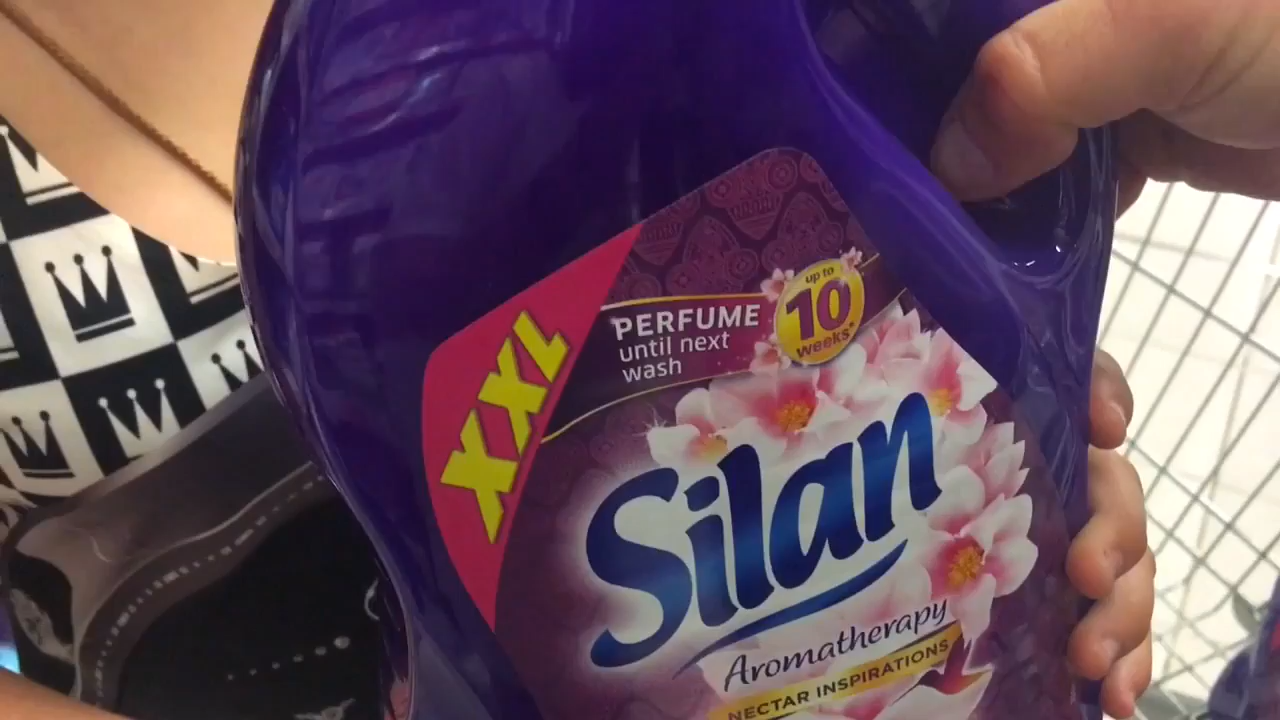 XXL
PERFUME
until next
wash
up to
10
weeks*
Silan
Aromatherapy
NECTAR INSPIRATIONS